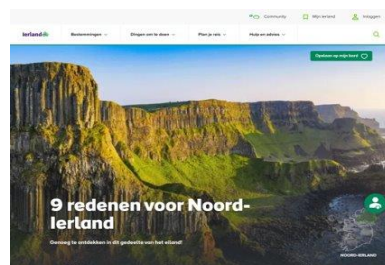 Community
Mijn Ierland
Inloggen
ierland
Bestemmingen
Dingen om te doen
Plan je reis
Hulp en advies
Opslaan op mijn bord
9 redenen voor Noord-
Ierland
Genoeg te ontdekken in dit gedeelte van het eiland!
NOORD-IERLAND